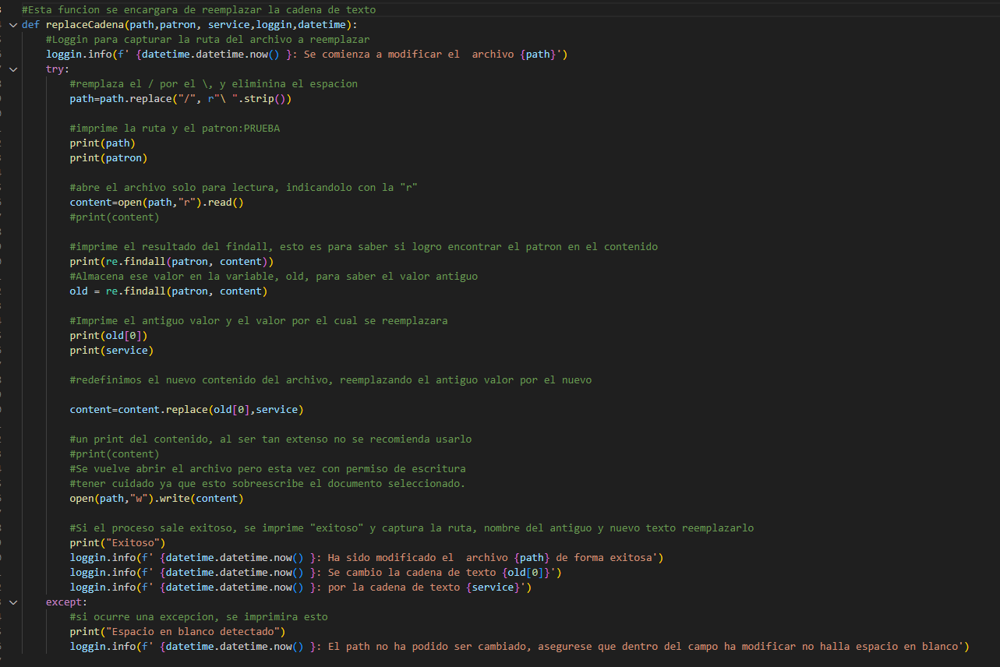 #Esta funcion se encargara de reemplazar la cadena de texto
def replaceCadena(path,patron, service,loggin,datetime):
#Loggin para capturar la ruta del archivo a reemplazar
loggin.info(f' {datetime.datetime.now() }: Se comienza a modificar el  archivo {path}')
try:
#remplaza el / por el \, y eliminina el espacion
path=path.replace("/", r"\ ".strip())
#imprime la ruta y el patron:PRUEBA
print(path)
print(patron)
#abre el archivo solo para lectura, indicandolo con la "r"
content=open(path,"r").read()
#print(content)
#imprime el resultado del findall, esto es para saber si logro encontrar el patron en el contenido
print(re.findall(patron, content))
#Almacena ese valor en la variable, old, para saber el valor antiguo
old = re.findall(patron, content)
#Imprime el antiguo valor y el valor por el cual se reemplazara
print(old[0])
print(service)
#redefinimos el nuevo contenido del archivo, reemplazando el antiguo valor por el nuevo
content=content.replace(old[0],service)
#un print del contenido, al ser tan extenso no se recomienda usarlo
#print(content)
#Se vuelve abrir el archivo pero esta vez con permiso de escritura
#tener cuidado ya que esto sobreescribe el documento seleccionado.
open(path,"w").write(content)
#Si el proceso sale exitoso, se imprime "exitoso" y captura la ruta, nombre del antiguo y nuevo texto reemplazarlo
print("Exitoso")
loggin.info(f' {datetime.datetime.now() }: Ha sido modificado el  archivo {path} de forma exitosa')
loggin.info(f' {datetime.datetime.now() }: Se cambio la cadena de texto {old[0]}')
loggin.info(f' {datetime.datetime.now() }: por la cadena de texto {service}')
except:
#si ocurre una excepcion, se imprimira esto
print("Espacio en blanco detectado")
loggin.info(f' {datetime.datetime.now() }: El path no ha podido ser cambiado, asegurese que dentro del campo ha modificar no halla espacio en blanco')